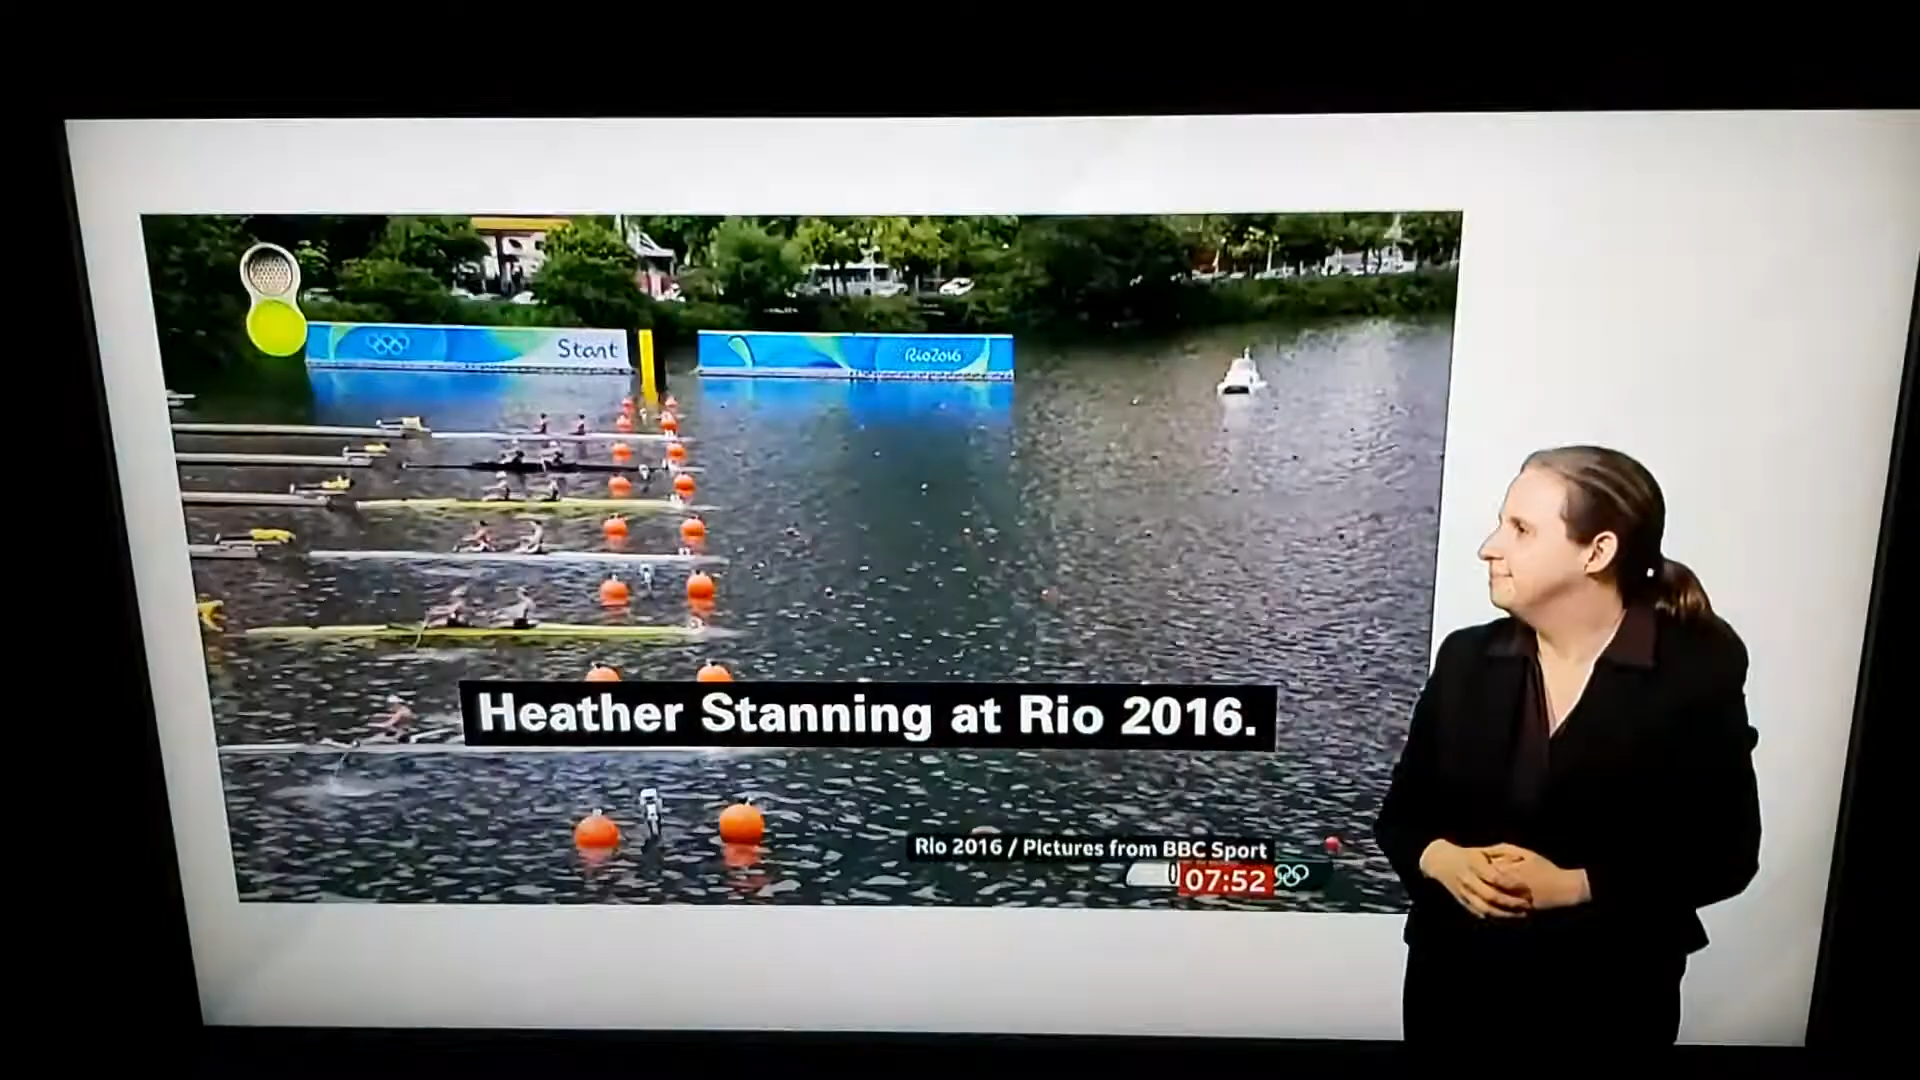 Start
Rio2016
Heather Stanning at Rio 2016.
Rio 2016 / Pictures from BBC Sport
07:52